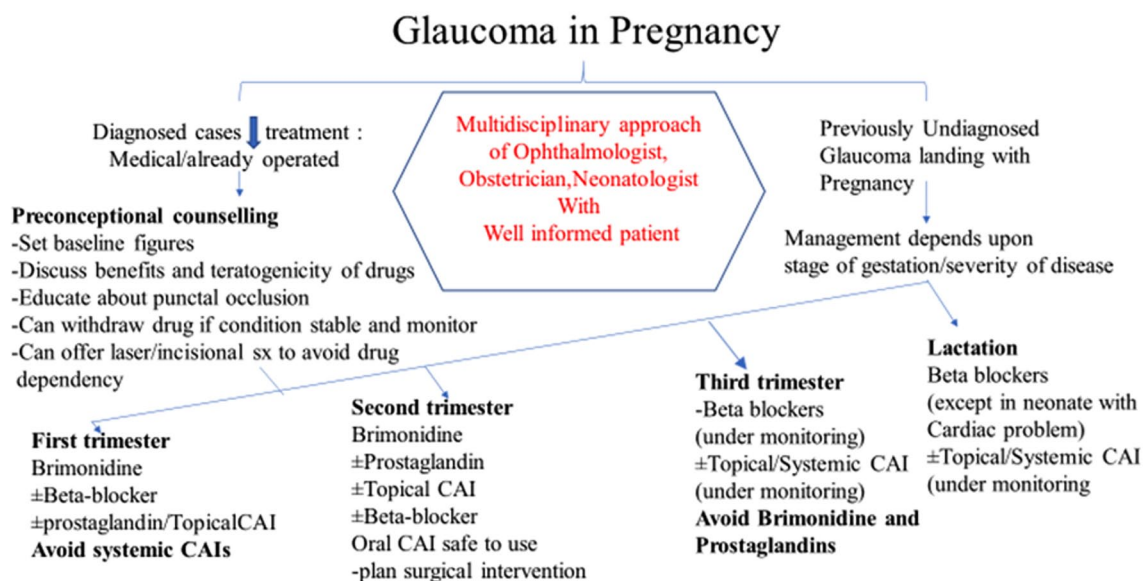 Glaucoma in Pregnancy
Diagnosed cases treatment :
Medical/already operated
Preconceptional counselling
-Set baseline figures
-Discuss benefits and teratogenicity of drugs
-Educate about punctal occlusion
-Can withdraw drug if condition stable and monitor
-Can offer laser/incisional sx to avoid drug
dependency
Multidisciplinary approach
of Ophthalmologist,
Obstetrician,Neonatologist
With
Well informed patient
Previously Undiagnosed
Glaucoma landing with
Pregnancy
Management depends upon
stage of gestation/severity of disease
First trimester
Brimonidine
±Beta-blocker
±prostaglandin/TopicalCAI
Avoid systemic CAIs
Second trimester
Brimonidine
±Prostaglandin
±Topical CAI
±Beta-blocker
Oral CAI safe to use
-plan surgical intervention
Third trimester
-Beta blockers
(under monitoring)
±Topical/Systemic CAI
(under monitoring)
Avoid Brimonidine and
Prostaglandins
Lactation
Beta blockers
(except in neonate with
Cardiac problem)
±Topical/Systemic CAI
(under monitoring